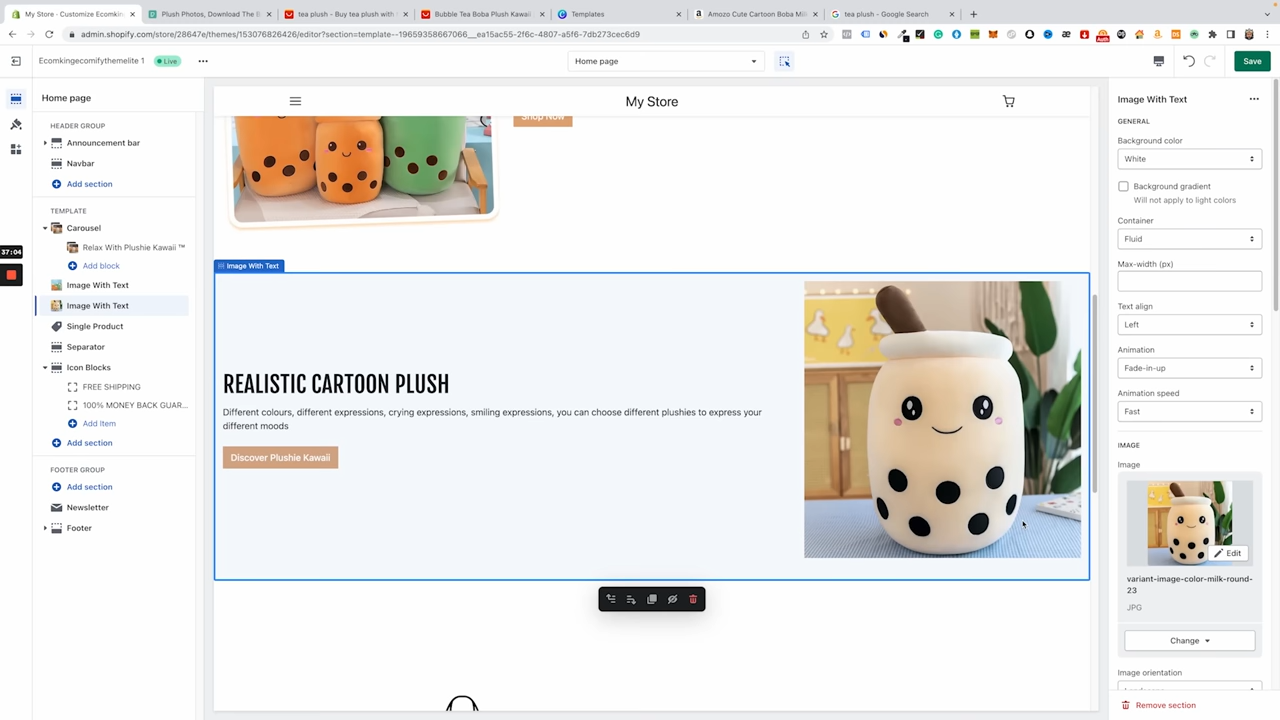 My Store - Customize Ecomkin
Plush Photos, Download The B
tea plush - Buy tea plush with
Bubble Tea Boba Plush Kawaii
Templates
Amozo Cute Cartoon Boba Mil
tea plush - Google Search
admin.shopify.com/store/28647e/themes/153076826426/editor?section=template--19659358667066__ea15ac55-2f6c-4807-a5f6-7db273cec6d9
Ecomkingecomifythemelite 1
Live
Home page
Save
Home page
HEADER GROUP
Announcement bar
Navbar
Add section
TEMPLATE
Carousel
Relax With Plushie Kawaii ™
Add block
Image With Text
Image With Text
Single Product
Separator
Icon Blocks
FREE SHIPPING
100% MONEY BACK GUAR...
Add Item
Add section
FOOTER GROUP
Add section
Newsletter
Footer
37:04
My Store
Shop Now
Image With Text
REALISTIC CARTOON PLUSH
Different colours, different expressions, crying expressions, smiling expressions, you can choose different plushies to express your
different moods
Discover Plushie Kawaii
Image With Text
GENERAL
Background color
White
Background gradient
Will not apply to light colors
Container
Fluid
Max-width (px)
Text align
Left
Animation
Fade-in-up
Animation speed
Fast
IMAGE
Image
Edit
variant-image-color-milk-round-
23
JPG
Change
Image orientation
Remove section